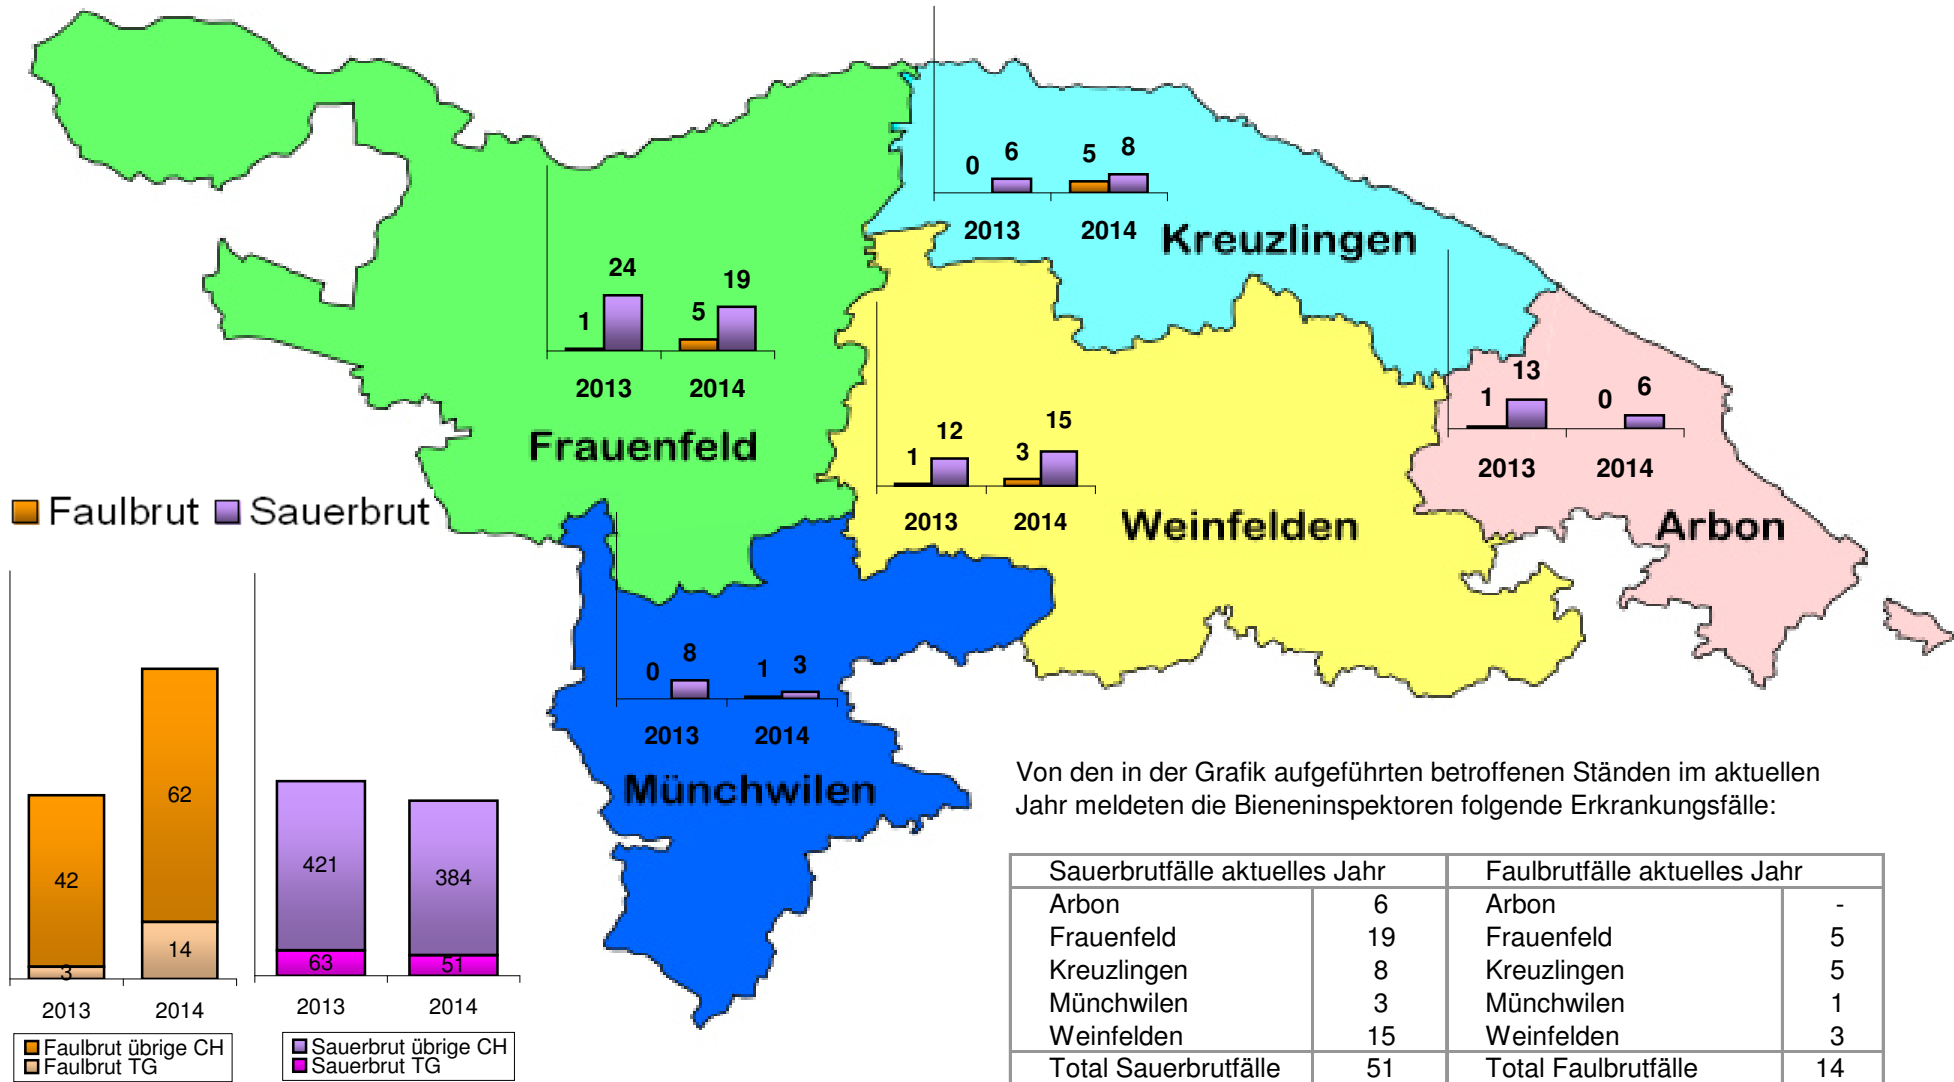 0 6 5 8
2013 2014
Kreuzlingen
24 19
1 5
2013 2014
Frauenfeld
13
1 0 6
2013 2014
Arbon
12 15
1 3
2013 2014
Weinfelden
Faulbrut Sauerbrut
0 8 1 3
2013 2014
Münchwilen
62
42
14
3
2013 2014
Faulbrut übrige CH
Faulbrut TG
421 384
63 51
2013 2014
Sauerbrut übrige CH
Sauerbrut TG
Von den in der Grafik aufgeführten betroffenen Ständen im aktuellen
Jahr meldeten die Bieneninspektoren folgende Erkrankungsfälle:
Sauerbrutfälle aktuelles Jahr Faulbrutfälle aktuelles Jahr
Arbon 6 Arbon -
Frauenfeld 19 Frauenfeld 5
Kreuzlingen 8 Kreuzlingen 5
Münchwilen 3 Münchwilen 1
Weinfelden 15 Weinfelden 3
Total Sauerbrutfälle 51 Total Faulbrutfälle 14